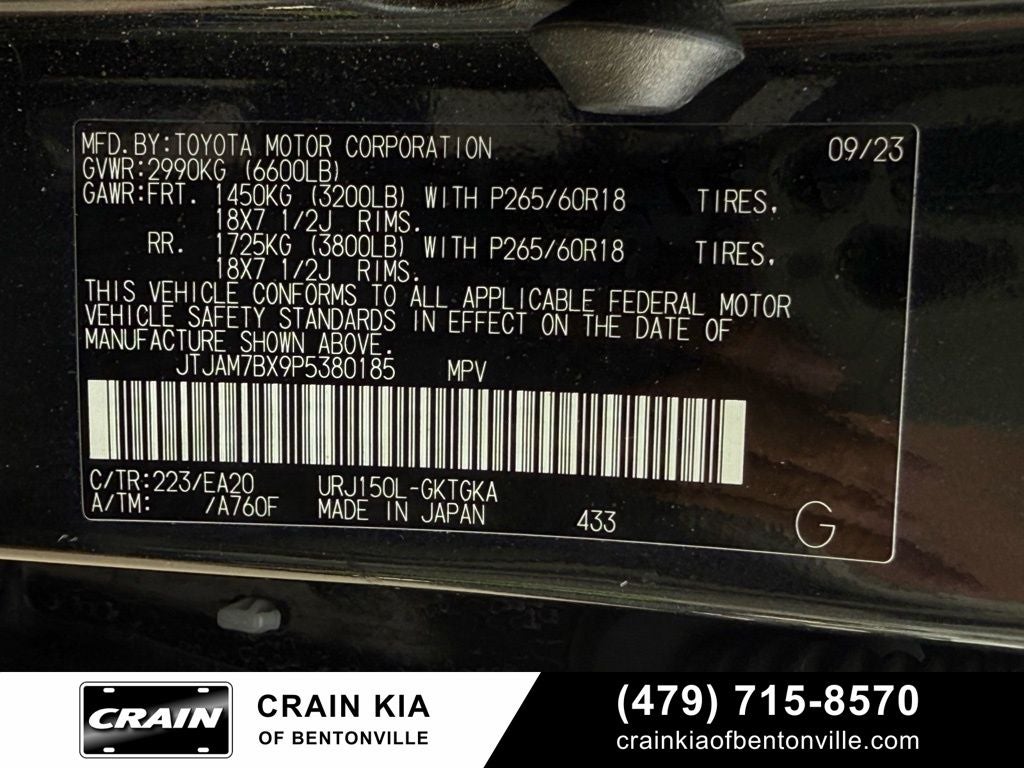 MFD.BY:TOYOTA MOTOR CORPORATION 09/23
GVWR:2990KG (6600LB)
GAWR:FRT. 1450KG (3200LB) WITH P265/60R18 TIRES,
18X7 1/2J RIMS.
RR. 1725KG (3800LB) WITH P265/60R18 TIRES,
18X7 1/2J RIMS.
THIS VEHICLE CONFORMS TO ALL APPLICABLE FEDERAL MOTOR
VEHICLE SAFETY STANDARDS IN EFFECT ON THE DATE OF
MANUFACTURE SHOWN ABOVE.
JTJAM7BX9P5380185 MPV
C/TR:223/EA20 URJ150L-GKTGKA
A/TM: /A760F MADE IN JAPAN 433 G
CRAIN
CRAIN KIA
OF BENTONVILLE
(479) 715-8570
crainkiaofbentonville.com